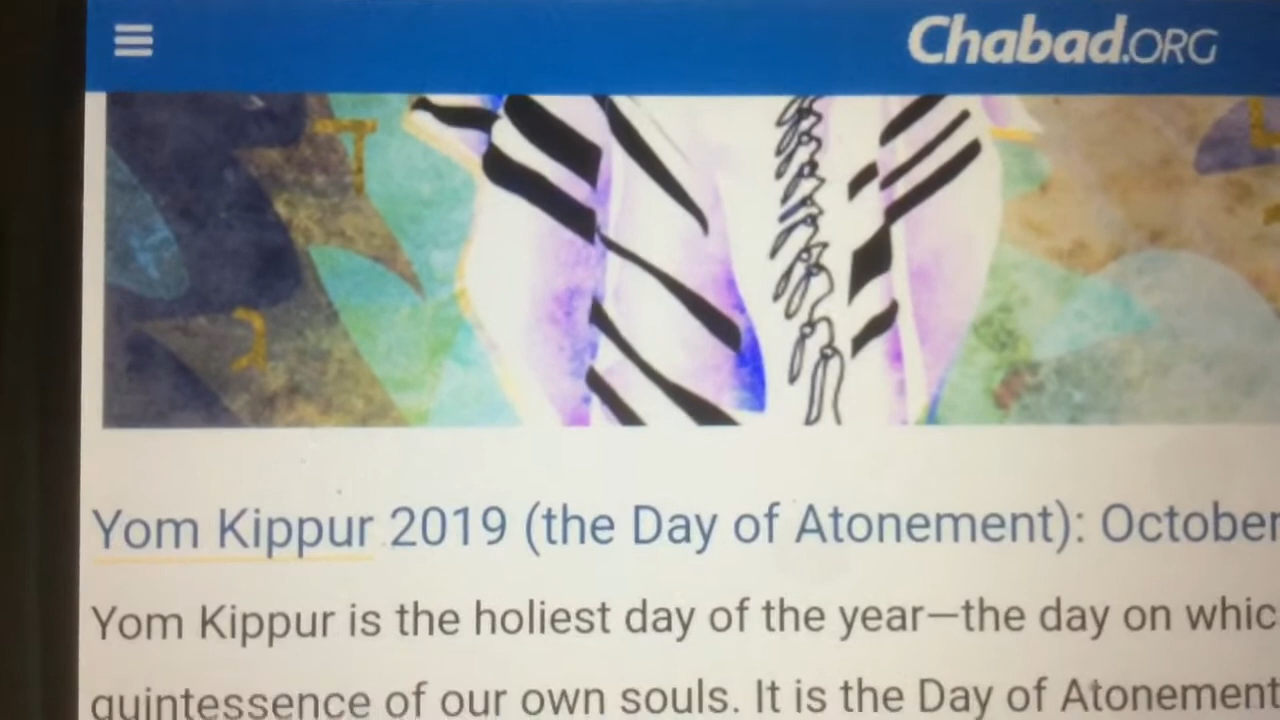 Chabad.ORG
ד
ג
Yom Kippur 2019 (the Day of Atonement): October
Yom Kippur is the holiest day of the year—the day on whic
quintessence of our own souls. It is the Day of Atonement